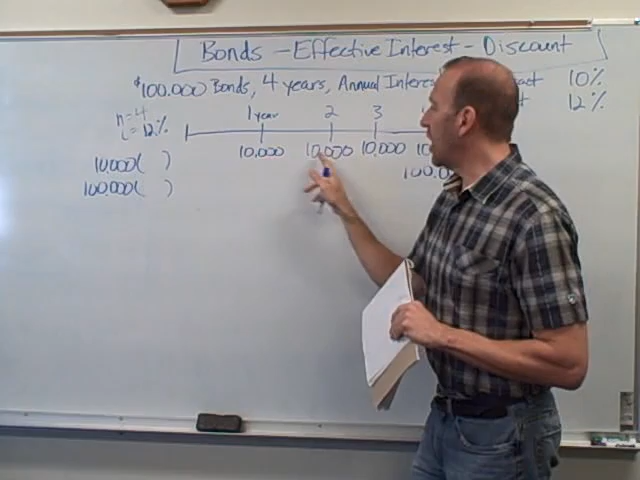 Bonds - Effective Interest - Discount
$100.000 Bonds, 4 years, Annual 10%
n=4 1 year 2 3 12%
i=12%
10,000( ) 10,000 10,000 10,000
100,000( )